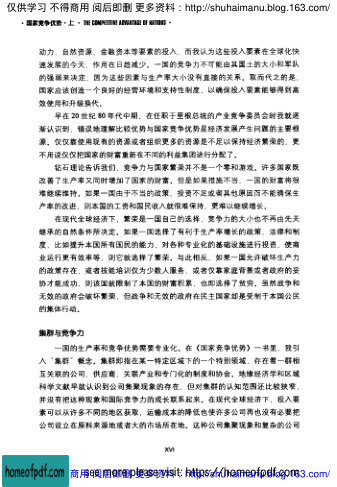 仅供学习 不得商用 阅后即删 更多资料：http://shuhaimanu.blog.163.com/
· 国家竞争优势·上 · THE COMPETITIVE ADVANTAGE OF NATIONS ·
动力、自然资源、金融资本等要素的投入，而我认为这些投入要素在全球化快
速发展的今天，作用在日趋减少。一国的竞争力不可能由其国土的大小和军队
的强弱来决定，因为这些因素与生产率大小没有直接的关系。取而代之的是，
国家应该创造一个良好的经营环境和支持性制度，以确保投入要素能够得到高
效使用和升级换代。
早在20世纪80年代中期，在任职于里根总统的产业竞争委员会时我就逐
渐认识到，错误地理解比较优势与国家竞争优势是经济发展产生问题的主要根
源。仅仅靠使用现有的资源或者组织更多的资源是不足以保持经济繁荣的，更
不用说仅仅把国家的财富重新在不同的利益集团进行分配了。
钻石理论告诉我们，竞争力与国家繁荣并不是一个零和游戏。许多国家既
改善了生产率又同时增加了国家的财富。但是如果措施不当，一国的财富将很
难继续维持。如果一国由于不当的政策、投资不足或者其他原因而不能确保生
产率的改进，则本国的工资和国民收入就很难保持，更难以继续增长。
在现代全球经济下，繁荣是一国自己的选择，竞争力的大小也不再由先天
继承的自然条件所决定。如果一国选择了有利于生产率增长的政策、法律和制
度，比如提升本国所有国民的能力，对各种专业化的基础设施进行投资，使商
业运行更有效率等，则它就选择了繁荣。与此相反，如果一国允许破坏生产力
的政策存在，或者技能培训仅为少数人服务，或者仅靠家庭背景或者政府的妥
协才能成功，则该国就限制了本国的财富积累，也即选择了贫穷。虽然战争和
无效的政府会破坏繁荣，但战争和无效的政府在民主国家却是受制于本国公民
的集体行动。
集群与竞争力
一国的生产率和竞争优势需要专业化。在《国家竞争优势》一书里，我引
入“集群”概念。集群即指在某一特定区域下的一个特别领域，存在着一群相
互关联的公司、供应商、关联产业和专门化的制度和协会。地缘经济学和区域
科学文献早就认识到公司集聚现象的存在，但对集群的认知范围还比较狭窄，
并没有把这种现象和国际竞争力的成长联系起来。在现代全球经济下，投入要
素可以从许多不同的地区获取，运输成本的降低也使许多公司再也没有必要把
公司设立在原料来源地或者大的市场所在地。这种公司集聚现象和复杂的公司
XVI
homeofpdf.com
see more please visit: https://homeofpdf.com